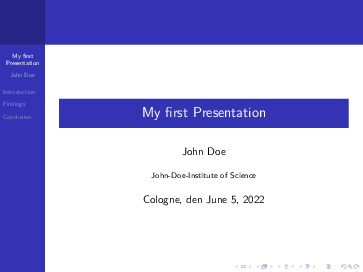 My first
Presentation
John Doe
Introduction
Findings
Conclusion
My first Presentation
John Doe
John-Doe-Institute of Science
Cologne, den June 5, 2022